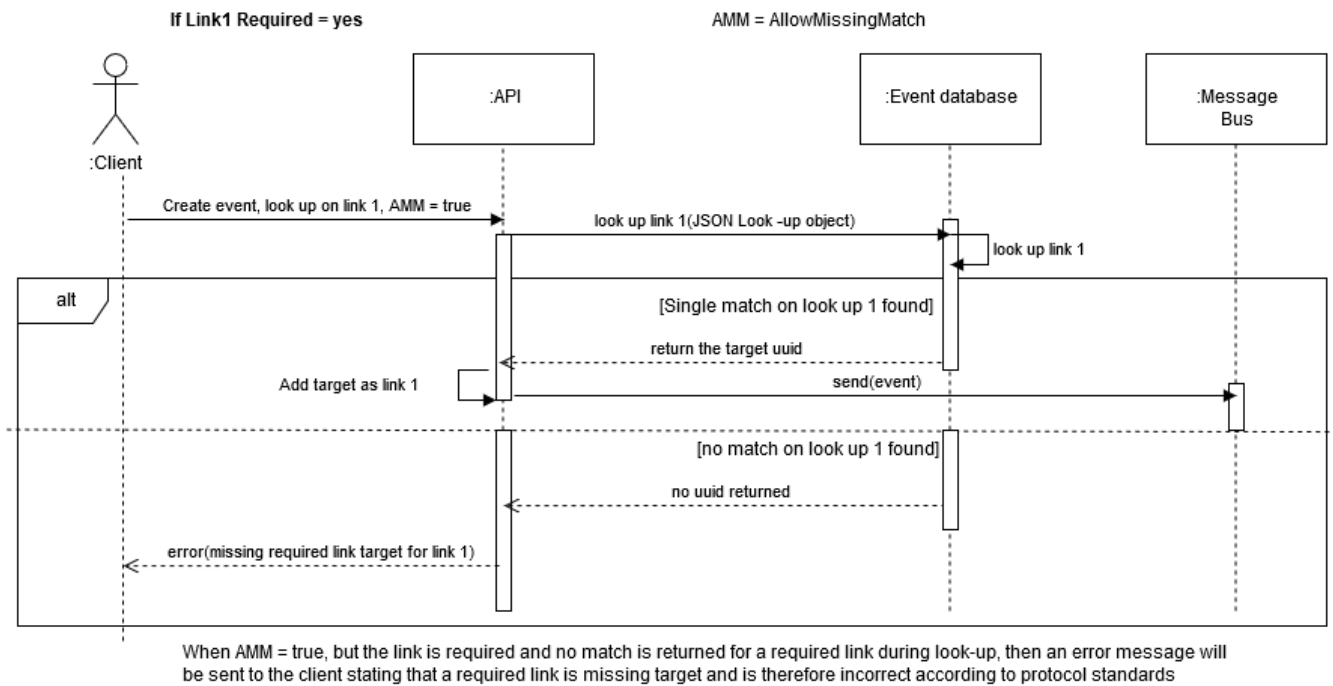 If Link1 Required = yes
AMM = AllowMissingMatch
:Client
:API
:Event database
:Message
Bus
Create event, look up on link 1, AMM = true
look up link 1(JSON Look -up object)
look up link 1
alt
[Single match on look up 1 found]
return the target uuid
Add target as link 1
send(event)
[no match on look up 1 found]
no uuid returned
error(missing required link target for link 1)
When AMM = true, but the link is required and no match is returned for a required link during look-up, then an error message will
be sent to the client stating that a required link is missing target and is therefore incorrect according to protocol standards